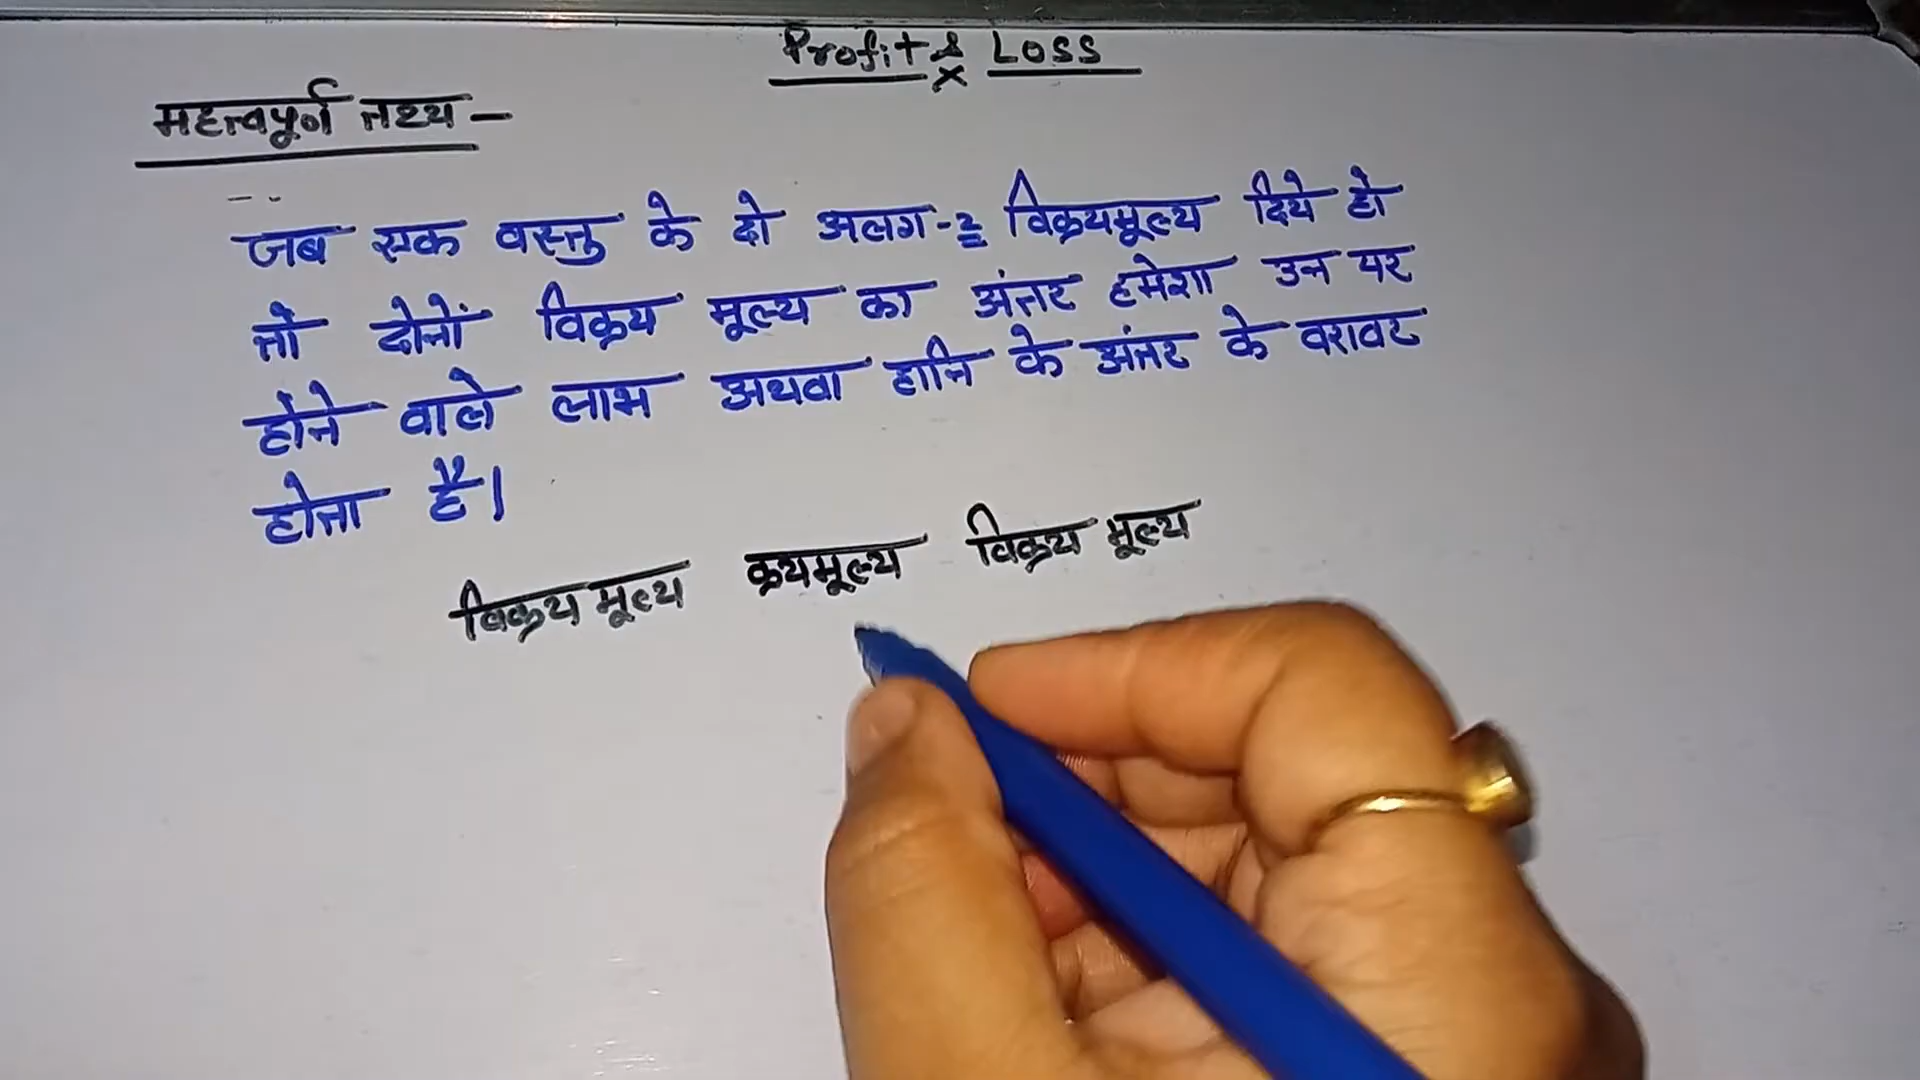 Profit & Loss
महत्त्वपूर्ण तथ्य -
जब एक वस्तु के दो अलग-२ विक्रयमूल्य दिये हो
तो दोनों विक्रय मूल्य का अंतर हमेशा उन पर
होने वाले लाभ अथवा हानि के अंतर के बराबर
होता है।
विक्रय मूल्य क्रयमूल्य विक्रय मूल्य